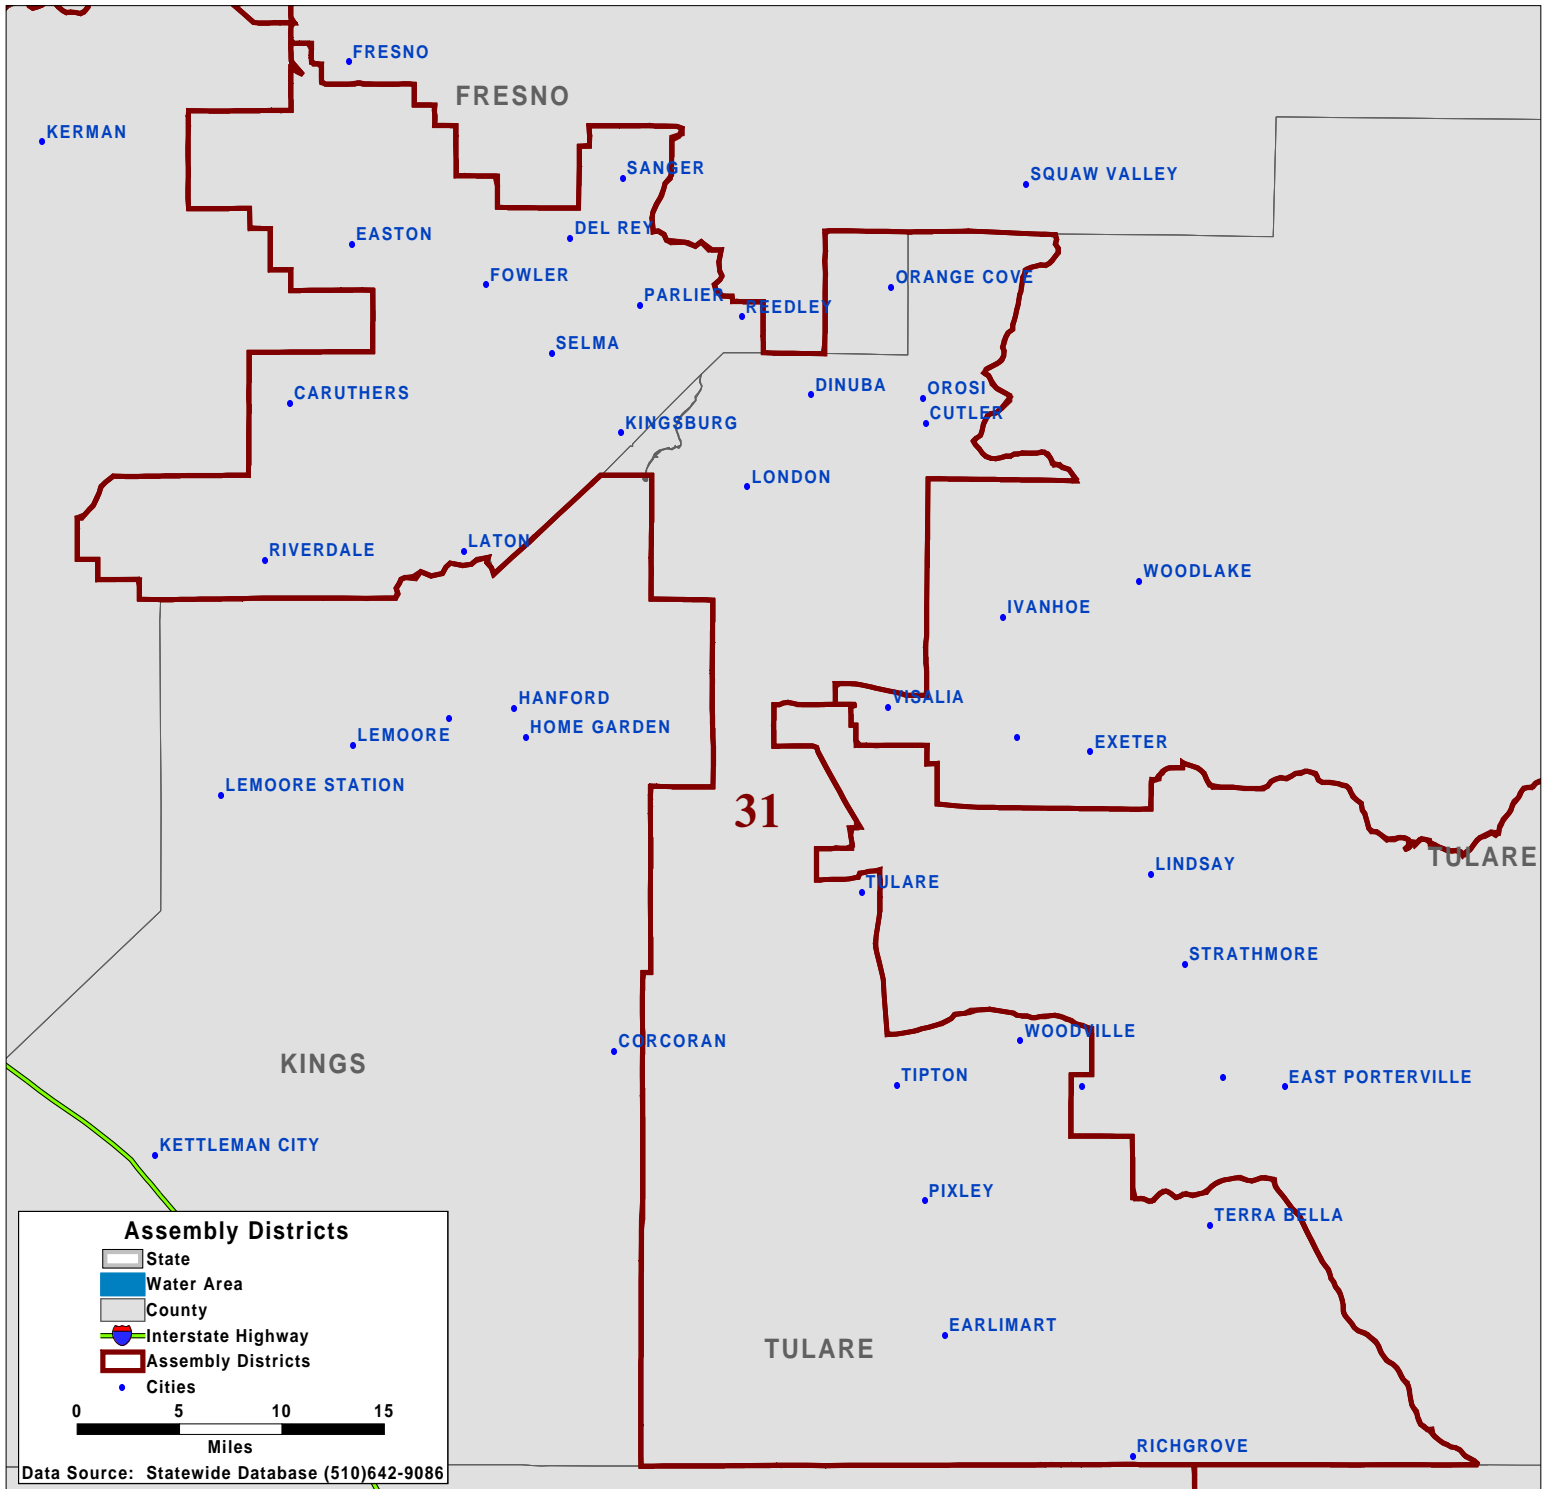 FRESNO
FRESNO
KERMAN
SANGER
SQUAW VALLEY
EASTON
DEL REY
FOWLER
ORANGE COVE
PARLIER
REEDLEY
SELMA
DINUBA
OROSI
CARUTHERS
CUTLER
KINGSBURG
LONDON
LATON
RIVERDALE
WOODLAKE
IVANHOE
HANFORD
VISALIA
HOME GARDEN
LEMOORE
EXETER
LEMOORE STATION
31
TULARE
LINDSAY
TULARE
STRATHMORE
WOODVILLE
CORCORAN
KINGS
TIPTON
EAST PORTERVILLE
KETTLEMAN CITY
PIXLEY
TERRA BELLA
EARLIMART
TULARE
RICHGROVE
Assembly Districts
State
Water Area
County
Interstate Highway
Assembly Districts
Cities
0 5 10 15
Miles
Data Source: Statewide Database (510)642-9086